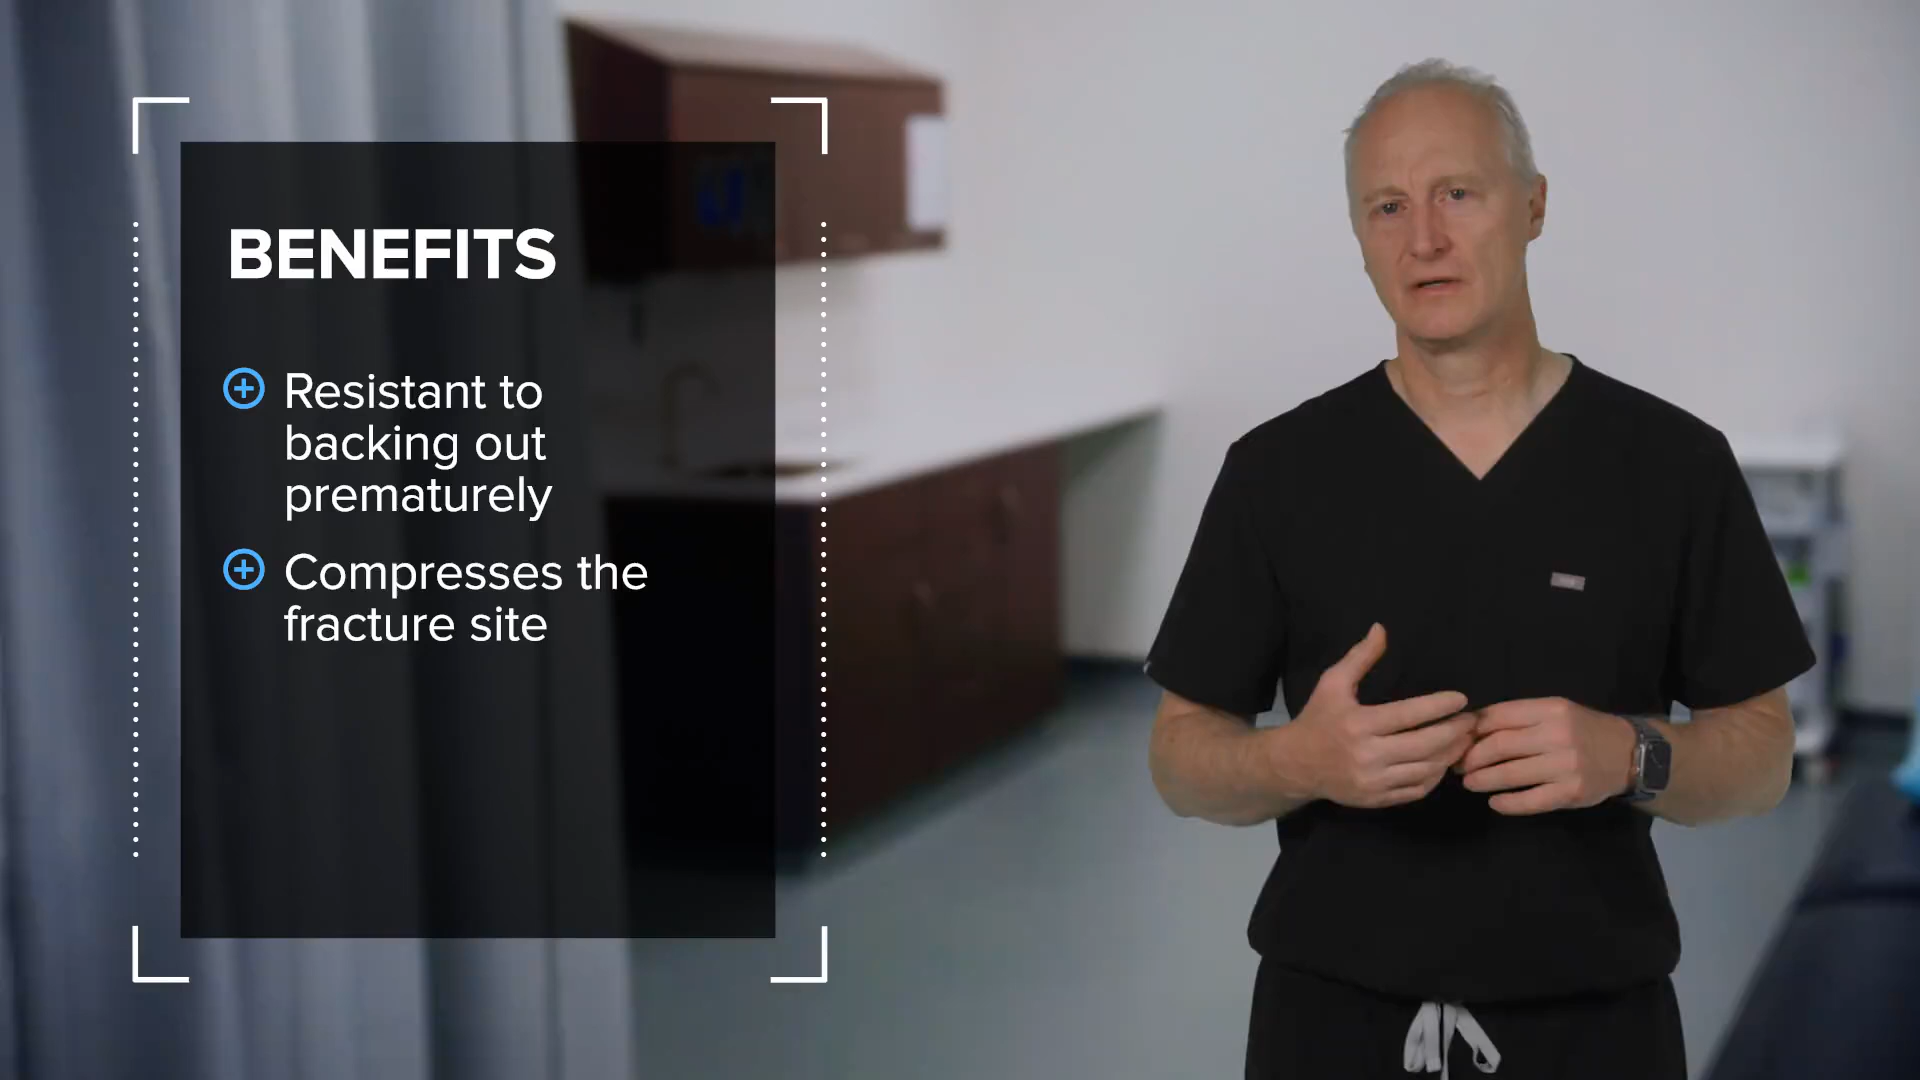 BENEFITS
Resistant to
backing out
prematurely
Compresses the
fracture site